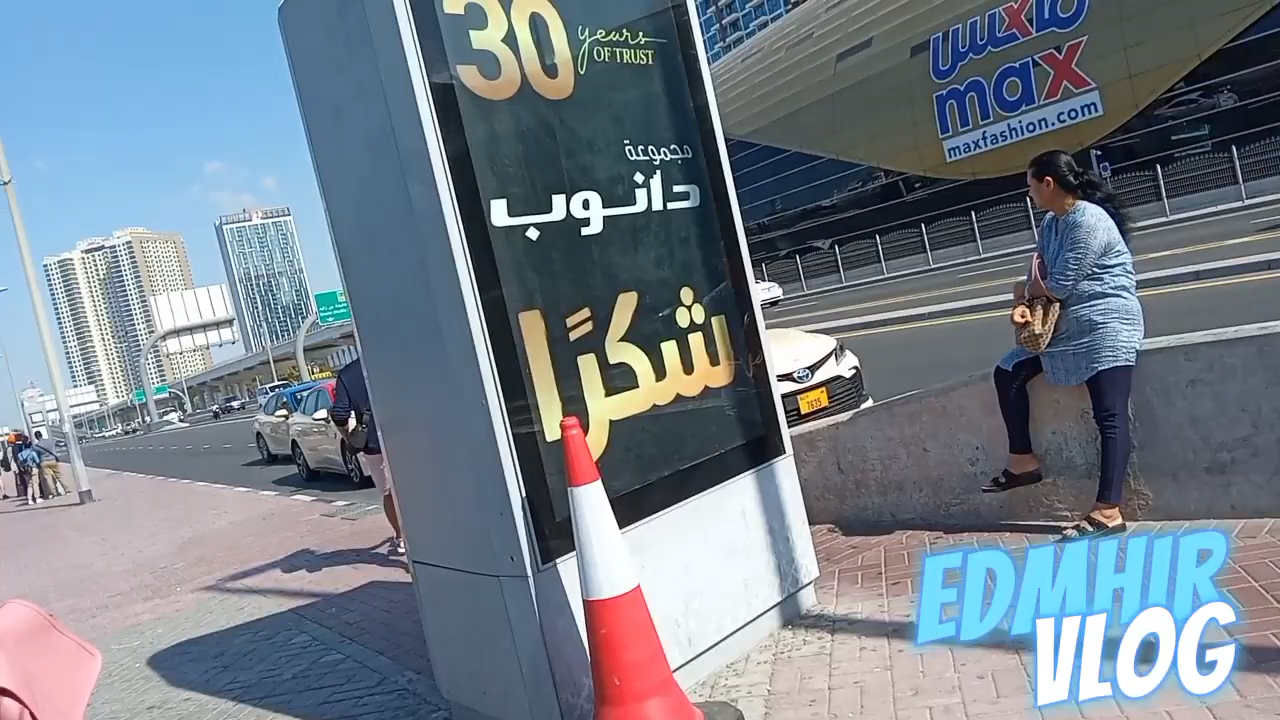 30 years
OF TRUST
مجموعة
دانوب
شكرًا
ماكس
max
maxfashion.com
7635
EDMHIR
VLOG